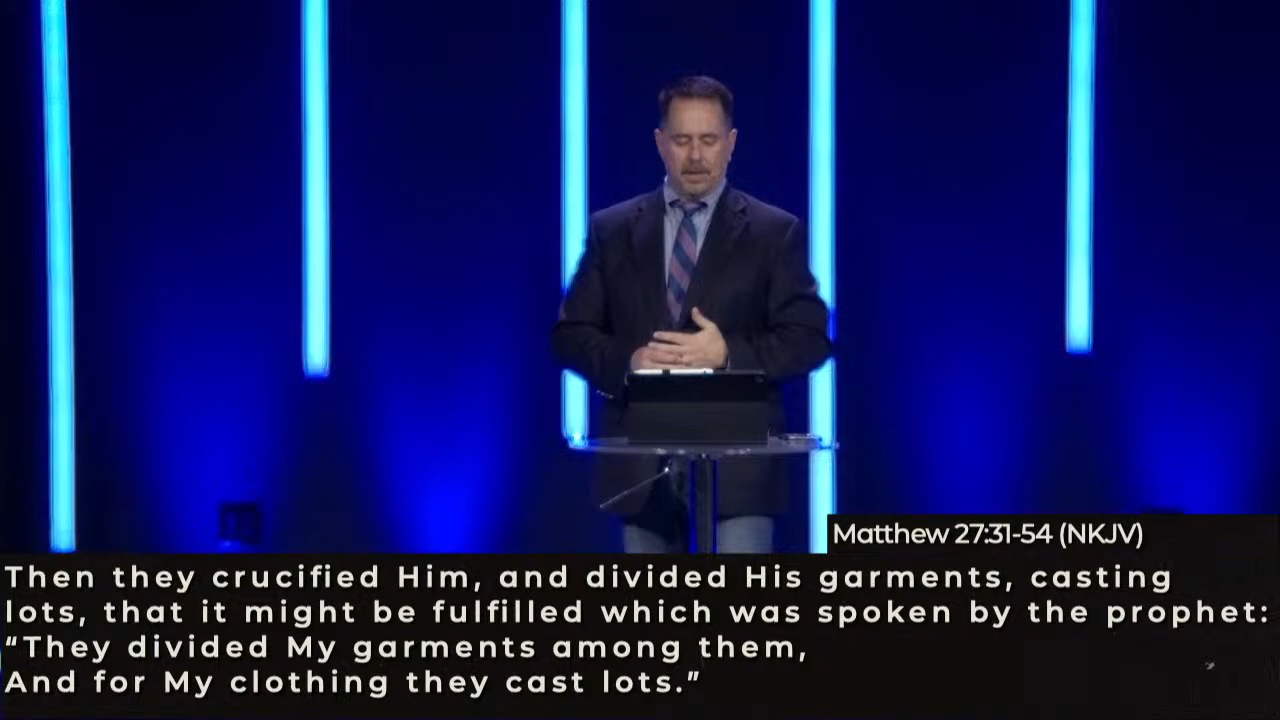 Matthew 27:31-54 (NKJV)
Then they crucified Him, and divided His garments, casting
lots, that it might be fulfilled which was spoken by the prophet:
“They divided My garments among them,
And for My clothing they cast lots.”